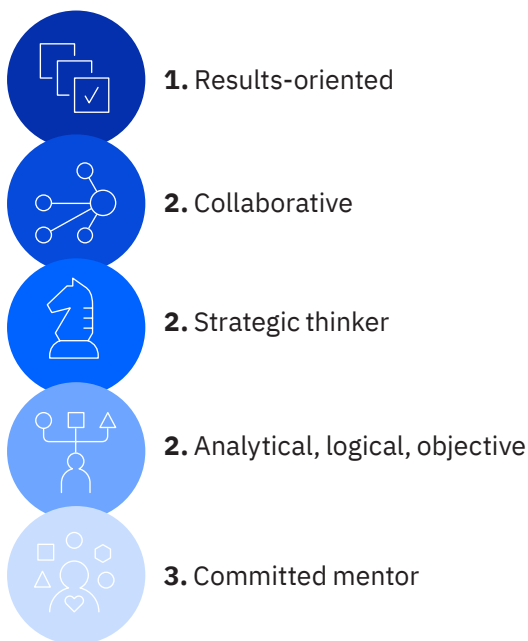 1. Results-oriented
2. Collaborative
2. Strategic thinker
2. Analytical, logical, objective
3. Committed mentor